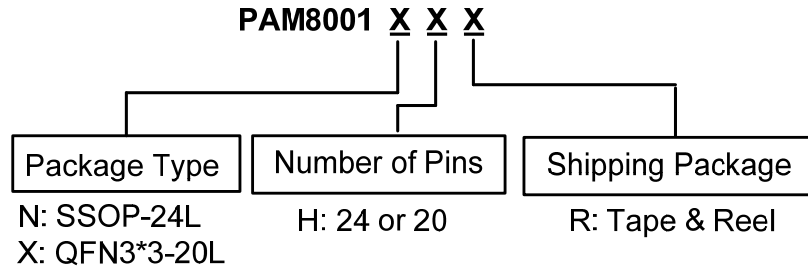 PAM8001 X X X
Package Type
Number of Pins
Shipping Package
N: SSOP-24L
H: 24 or 20
R: Tape & Reel
X: QFN3*3-20L